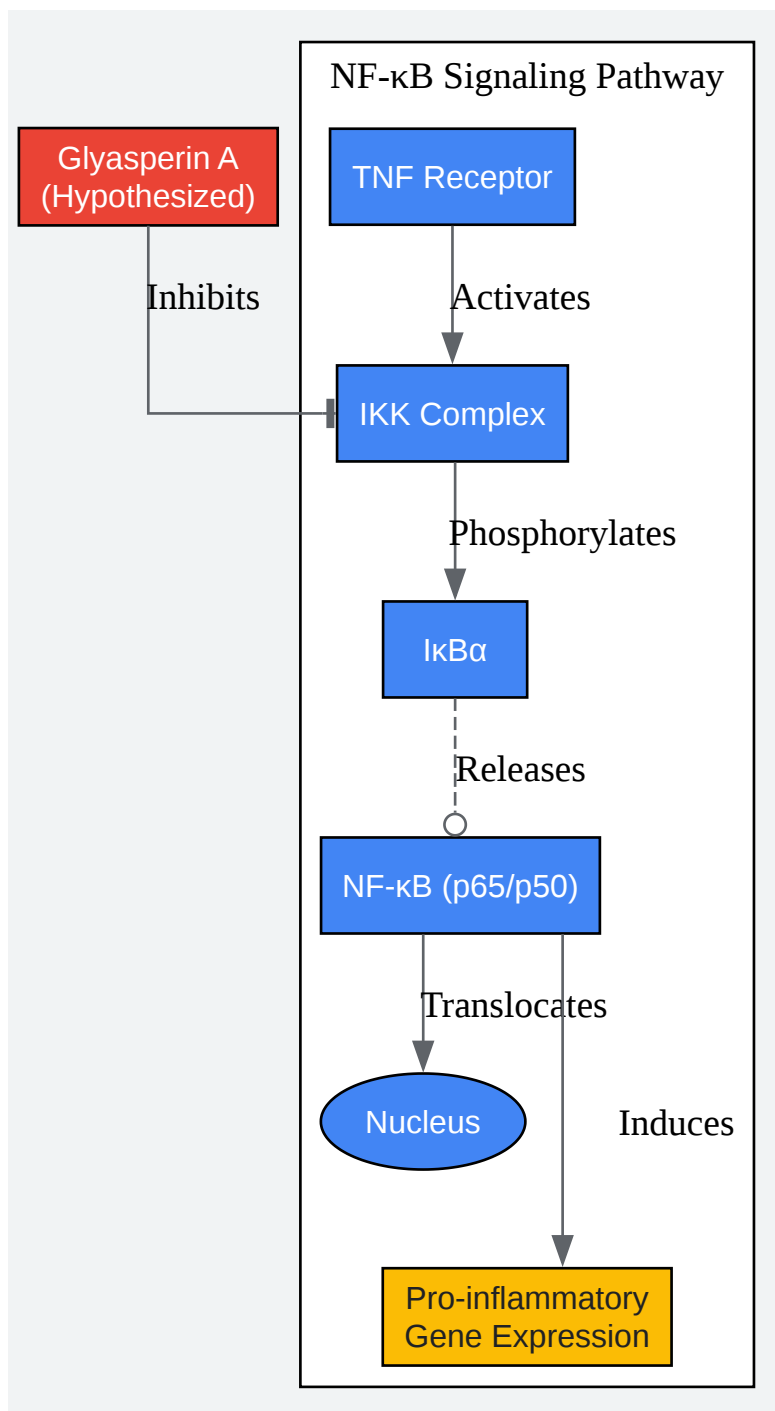 NF-κB Signaling Pathway
Glyasperin A
(Hypothesized)
TNF Receptor
Inhibits
Activates
IKK Complex
Phosphorylates
IκBα
Releases
NF-κB (p65/p50)
Translocates
Nucleus
Induces
Pro-inflammatory
Gene Expression